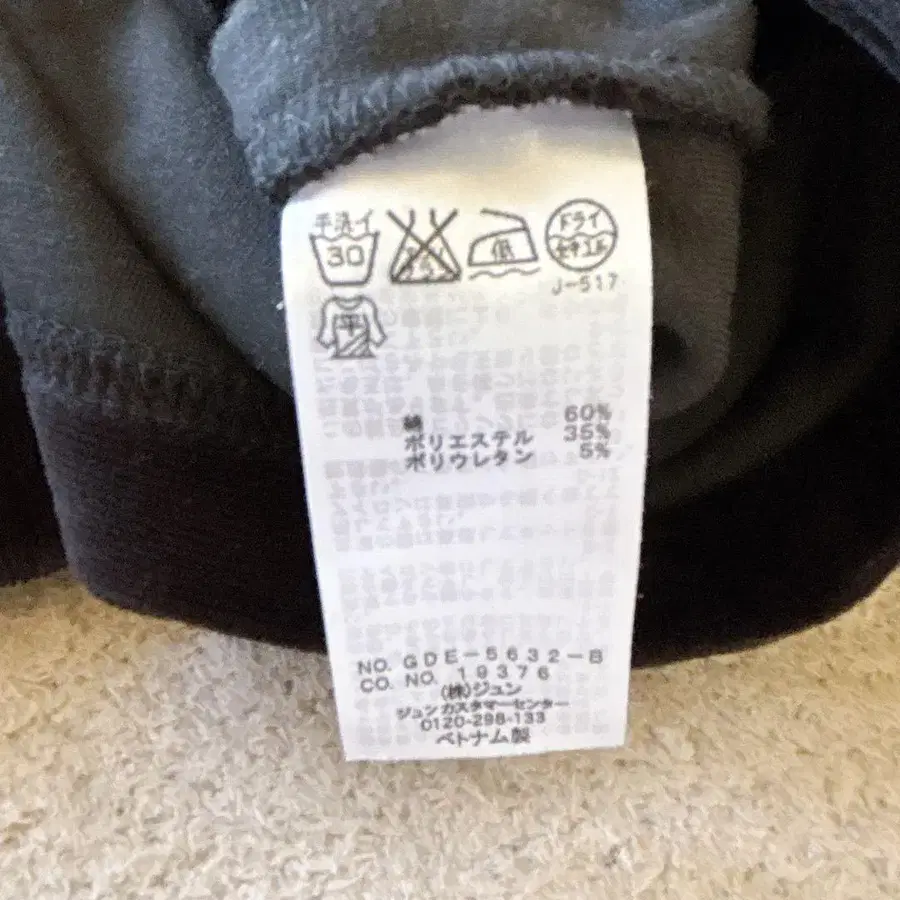 手洗イ
30
低
ドライ
セキユ系
J-517
平
綿 60%
ポリエステル 35%
ポリウレタン 5%
NO. GDE-5632-B
CO. NO. 19376
(株)ジュン
ジュンカスタマーセンター
0120-298-133
ベトナム製